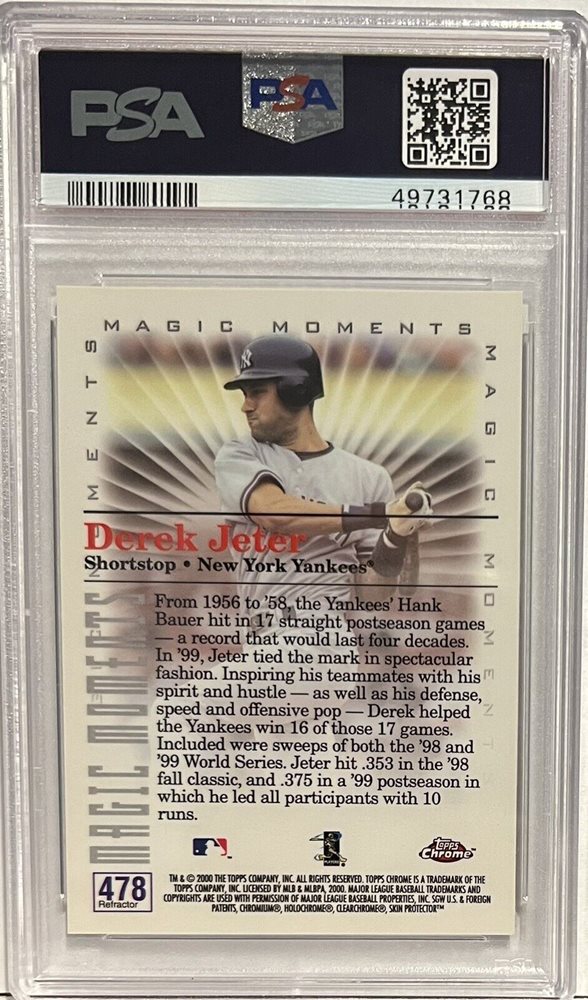 PSA
PSA
49731768
MAGIC MOMENTS
MAGIC MOMENT
MENTS
Derek Jeter
Shortstop • New York Yankees®
From 1956 to '58, the Yankees' Hank
Bauer hit in 17 straight postseason games
— a record that would last four decades.
In '99, Jeter tied the mark in spectacular
fashion. Inspiring his teammates with his
spirit and hustle — as well as his defense,
speed and offensive pop — Derek helped
the Yankees win 16 of those 17 games.
Included were sweeps of both the '98 and
'99 World Series. Jeter hit .353 in the '98
fall classic, and .375 in a '99 postseason in
which he led all participants with 10
runs.
MAGIC MOMENTS
Topps
Chrome™
478
Refractor
TM & © 2000 THE TOPPS COMPANY, INC. ALL RIGHTS RESERVED. TOPPS CHROME IS A TRADEMARK OF THE
TOPPS COMPANY, INC. LICENSED BY MLB & MLBPA, 2000. MAJOR LEAGUE BASEBALL TRADEMARKS AND
COPYRIGHTS ARE USED WITH PERMISSION OF MAJOR LEAGUE BASEBALL PROPERTIES, INC. SGW U.S. & FOREIGN
PATENTS, CHROMIUM®, HOLOCHROME®, CLEARCHROME®, SKIN PROTECTOR™
PSA